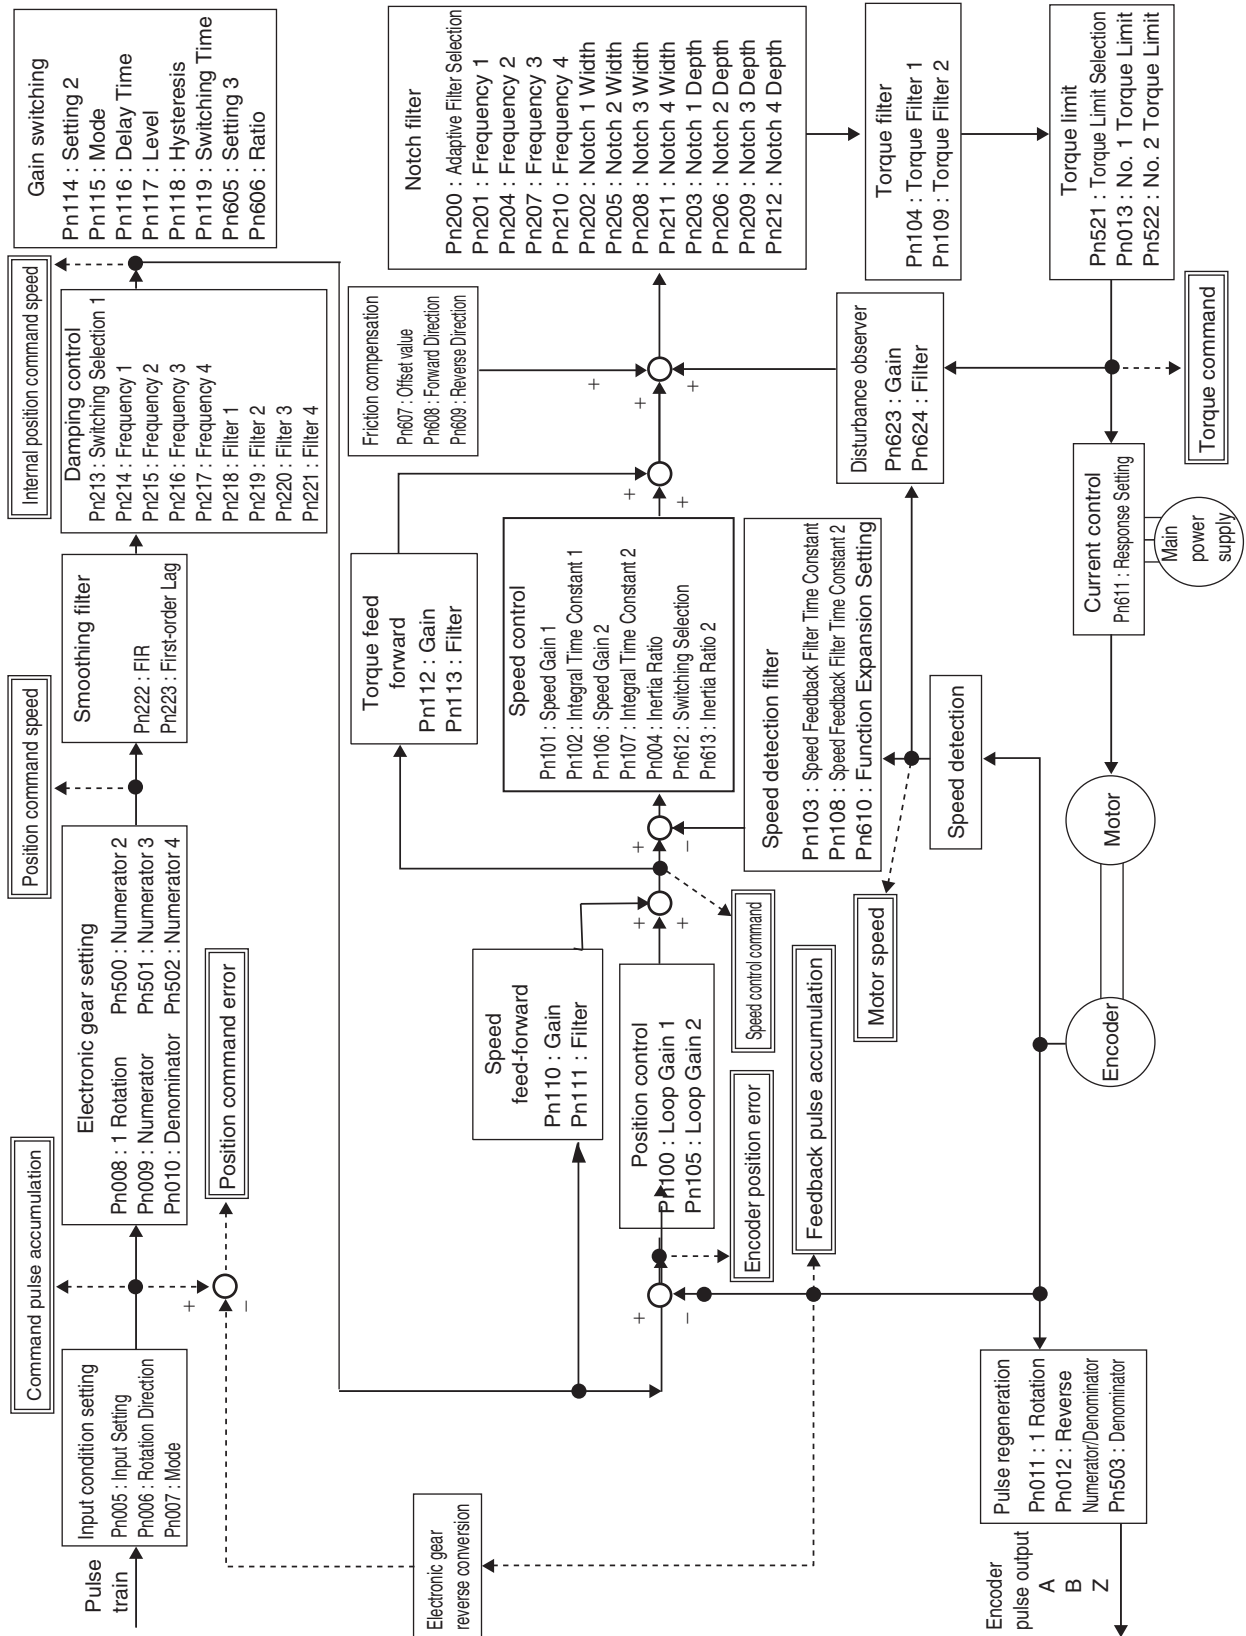 Pulse
train
Input condition setting
Pn005 : Input Setting
Pn006 : Rotation Direction
Pn007 : Mode
Command pulse accumulation
Electronic gear setting
Pn008 : 1 Rotation Pn500 : Numerator 2
Pn009 : Numerator Pn501 : Numerator 3
Pn010 : Denominator Pn502 : Numerator 4
Position command speed
Smoothing filter
Pn222 : FIR
Pn223 : First-order Lag
Internal position command speed
Damping control
Pn213 : Switching Selection 1
Pn214 : Frequency 1
Pn215 : Frequency 2
Pn216 : Frequency 3
Pn217 : Frequency 4
Pn218 : Filter 1
Pn219 : Filter 2
Pn220 : Filter 3
Pn221 : Filter 4
Gain switching
Pn114 : Setting 2
Pn115 : Mode
Pn116 : Delay Time
Pn117 : Level
Pn118 : Hysteresis
Pn119 : Switching Time
Pn605 : Setting 3
Pn606 : Ratio
+
−
Position command error
Electronic gear
reverse conversion
Speed
feed-forward
Pn110 : Gain
Pn111 : Filter
Torque feed
forward
Pn112 : Gain
Pn113 : Filter
Friction compensation
Pn607 : Offset value
Pn608 : Forward Direction
Pn609 : Reverse Direction
Notch filter
Pn200 : Adaptive Filter Selection
Pn201 : Frequency 1
Pn204 : Frequency 2
Pn207 : Frequency 3
Pn210 : Frequency 4
Pn202 : Notch 1 Width
Pn205 : Notch 2 Width
Pn208 : Notch 3 Width
Pn211 : Notch 4 Width
Pn203 : Notch 1 Depth
Pn206 : Notch 2 Depth
Pn209 : Notch 3 Depth
Pn212 : Notch 4 Depth
+
−
Position control
Pn100 : Loop Gain 1
Pn105 : Loop Gain 2
+
+
+
−
Speed control
Pn101 : Speed Gain 1
Pn102 : Integral Time Constant 1
Pn106 : Speed Gain 2
Pn107 : Integral Time Constant 2
Pn004 : Inertia Ratio
Pn612 : Switching Selection
Pn613 : Inertia Ratio 2
+
+
+
+
+
Encoder position error
Speed control command
Feedback pulse accumulation
Motor speed
Speed detection filter
Pn103 : Speed Feedback Filter Time Constant
Pn108 : Speed Feedback Filter Time Constant 2
Pn610 : Function Expansion Setting
Speed detection
Disturbance observer
Pn623 : Gain
Pn624 : Filter
Torque filter
Pn104 : Torque Filter 1
Pn109 : Torque Filter 2
Torque limit
Pn521 : Torque Limit Selection
Pn013 : No. 1 Torque Limit
Pn522 : No. 2 Torque Limit
Torque command
Current control
Pn611 : Response Setting
Main
power
supply
Motor
Encoder
Pulse regeneration
Pn011 : 1 Rotation
Pn012 : Reverse
Numerator/Denominator
Pn503 : Denominator
Encoder
pulse output
A
B
Z